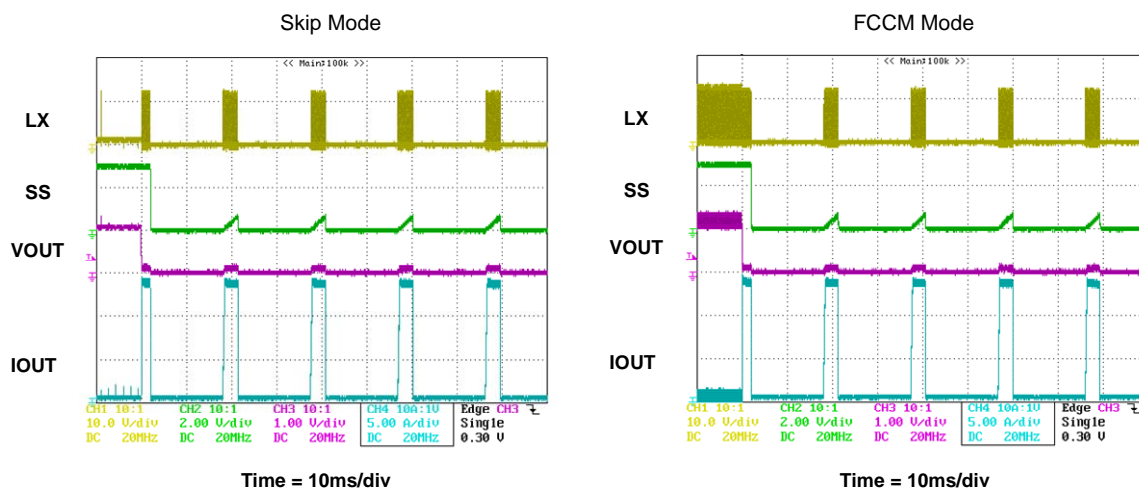 Skip Mode
<< Main:100k >>
LX
SS
VOUT
IOUT
CH1 10:1 CH2 10:1 CH3 10:1 CH4 10A:1V Edge CH3
10.0 V/div 2.00 V/div 1.00 V/div 5.00 A/div Single
DC 20MHz DC 20MHz DC 20MHz DC 20MHz 0.30 V
Time = 10ms/div
FCCM Mode
<< Main:100k >>
LX
SS
VOUT
IOUT
CH1 10:1 CH2 10:1 CH3 10:1 CH4 10A:1V Edge CH3
10.0 V/div 2.00 V/div 1.00 V/div 5.00 A/div Single
DC 20MHz DC 20MHz DC 20MHz DC 20MHz 0.30 V
Time = 10ms/div